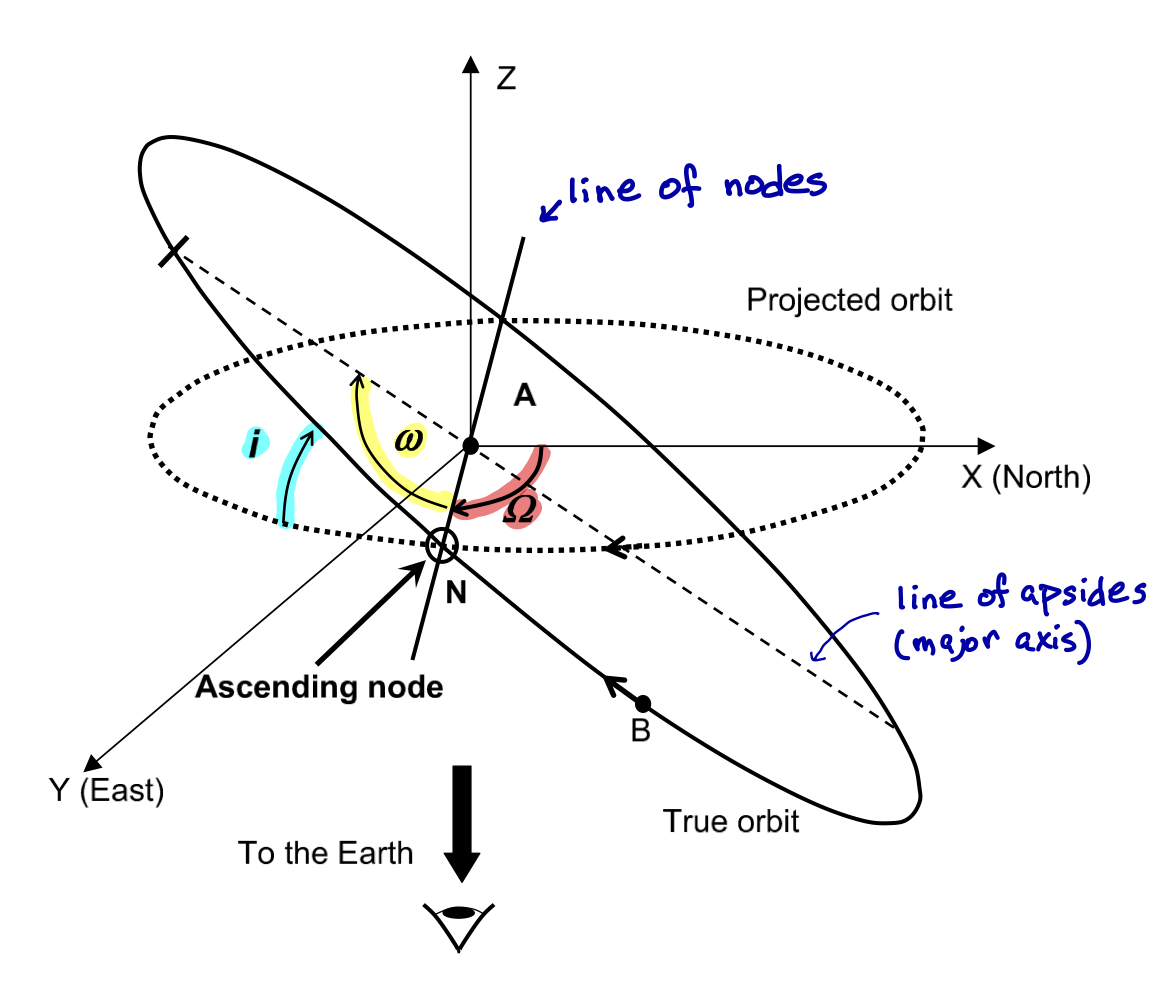 Z
line of nodes
Projected orbit
A
i
ω
X (North)
Ω
N
line of apsides
(major axis)
Ascending node
B
Y (East)
True orbit
To the Earth